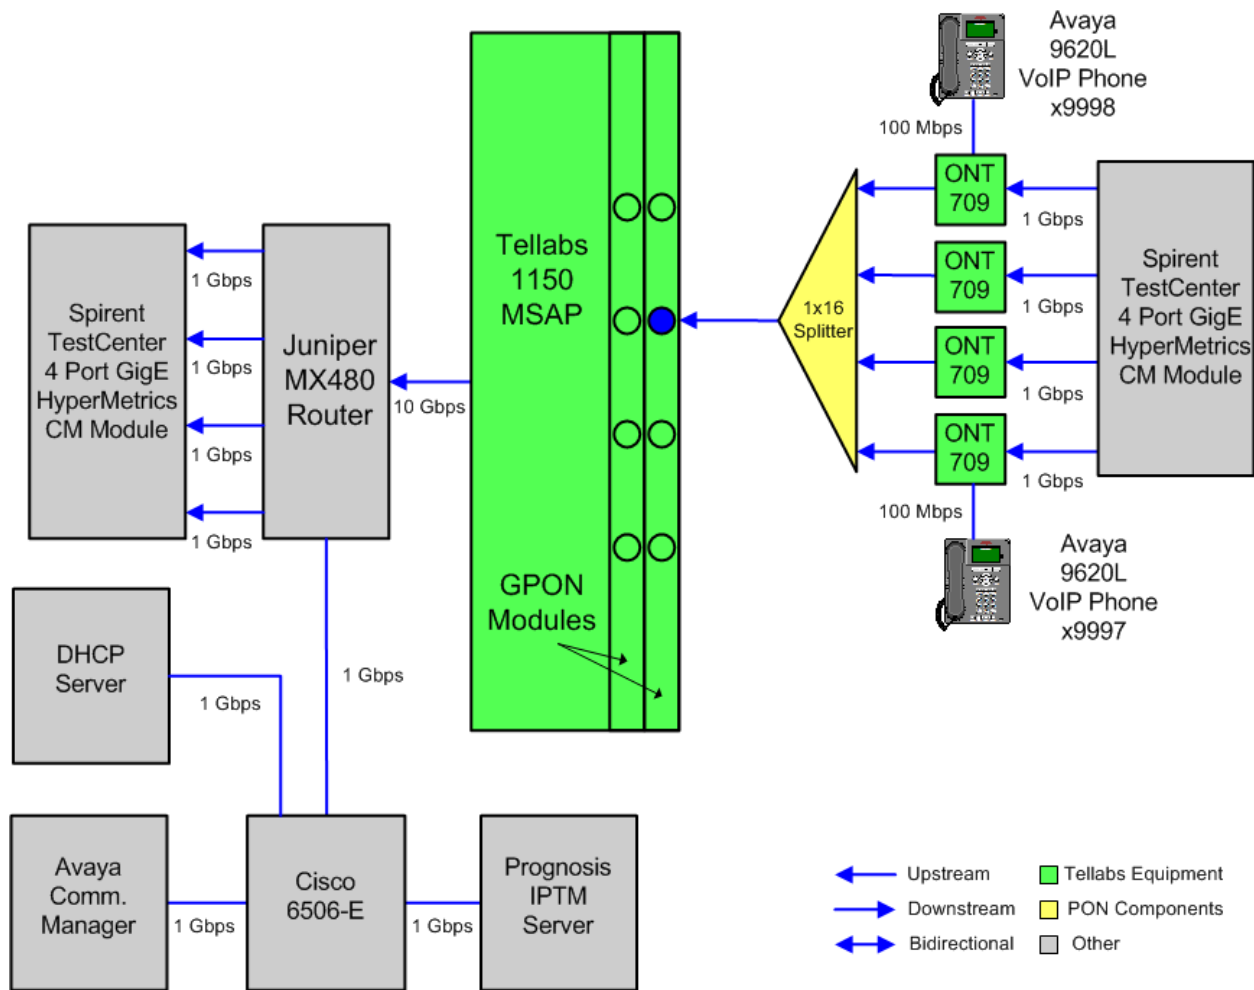 Avaya
9620L
VoIP Phone
x9998
100 Mbps
ONT
709
1 Gbps
ONT
709
1 Gbps
ONT
709
1 Gbps
ONT
709
1 Gbps
100 Mbps
Spirent
TestCenter
4 Port GigE
HyperMetrics
CM Module
Avaya
9620L
VoIP Phone
x9997
1x16
Splitter
Tellabs
1150
MSAP
GPON
Modules
10 Gbps
Juniper
MX480
Router
1 Gbps
1 Gbps
1 Gbps
1 Gbps
Spirent
TestCenter
4 Port GigE
HyperMetrics
CM Module
1 Gbps
DHCP
Server
1 Gbps
Avaya
Comm.
Manager
1 Gbps
Cisco
6506-E
1 Gbps
Prognosis
IPTM
Server
Upstream
Downstream
Bidirectional
Tellabs Equipment
PON Components
Other